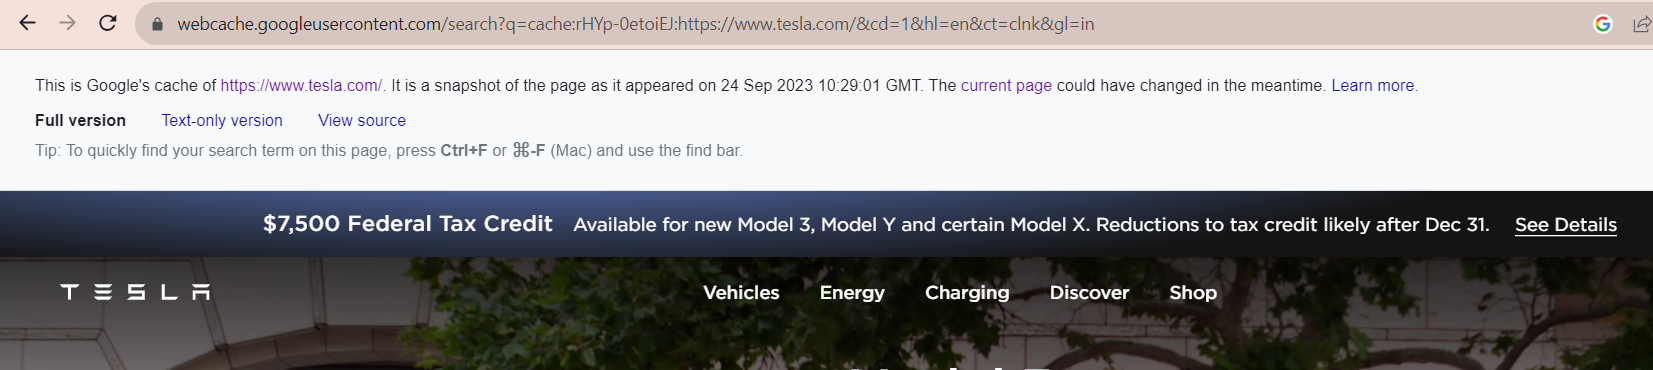 webcache.googleusercontent.com/search?q=cache:rHYp-0etoiEJ:https://www.tesla.com/&cd=1&hl=en&ct=clnk&gl=in
This is Google's cache of https://www.tesla.com/. It is a snapshot of the page as it appeared on 24 Sep 2023 10:29:01 GMT. The current page could have changed in the meantime. Learn more.
Full version Text-only version View source
Tip: To quickly find your search term on this page, press Ctrl+F or ⌘-F (Mac) and use the find bar.
$7,500 Federal Tax Credit Available for new Model 3, Model Y and certain Model X. Reductions to tax credit likely after Dec 31. See Details
TESLA Vehicles Energy Charging Discover Shop